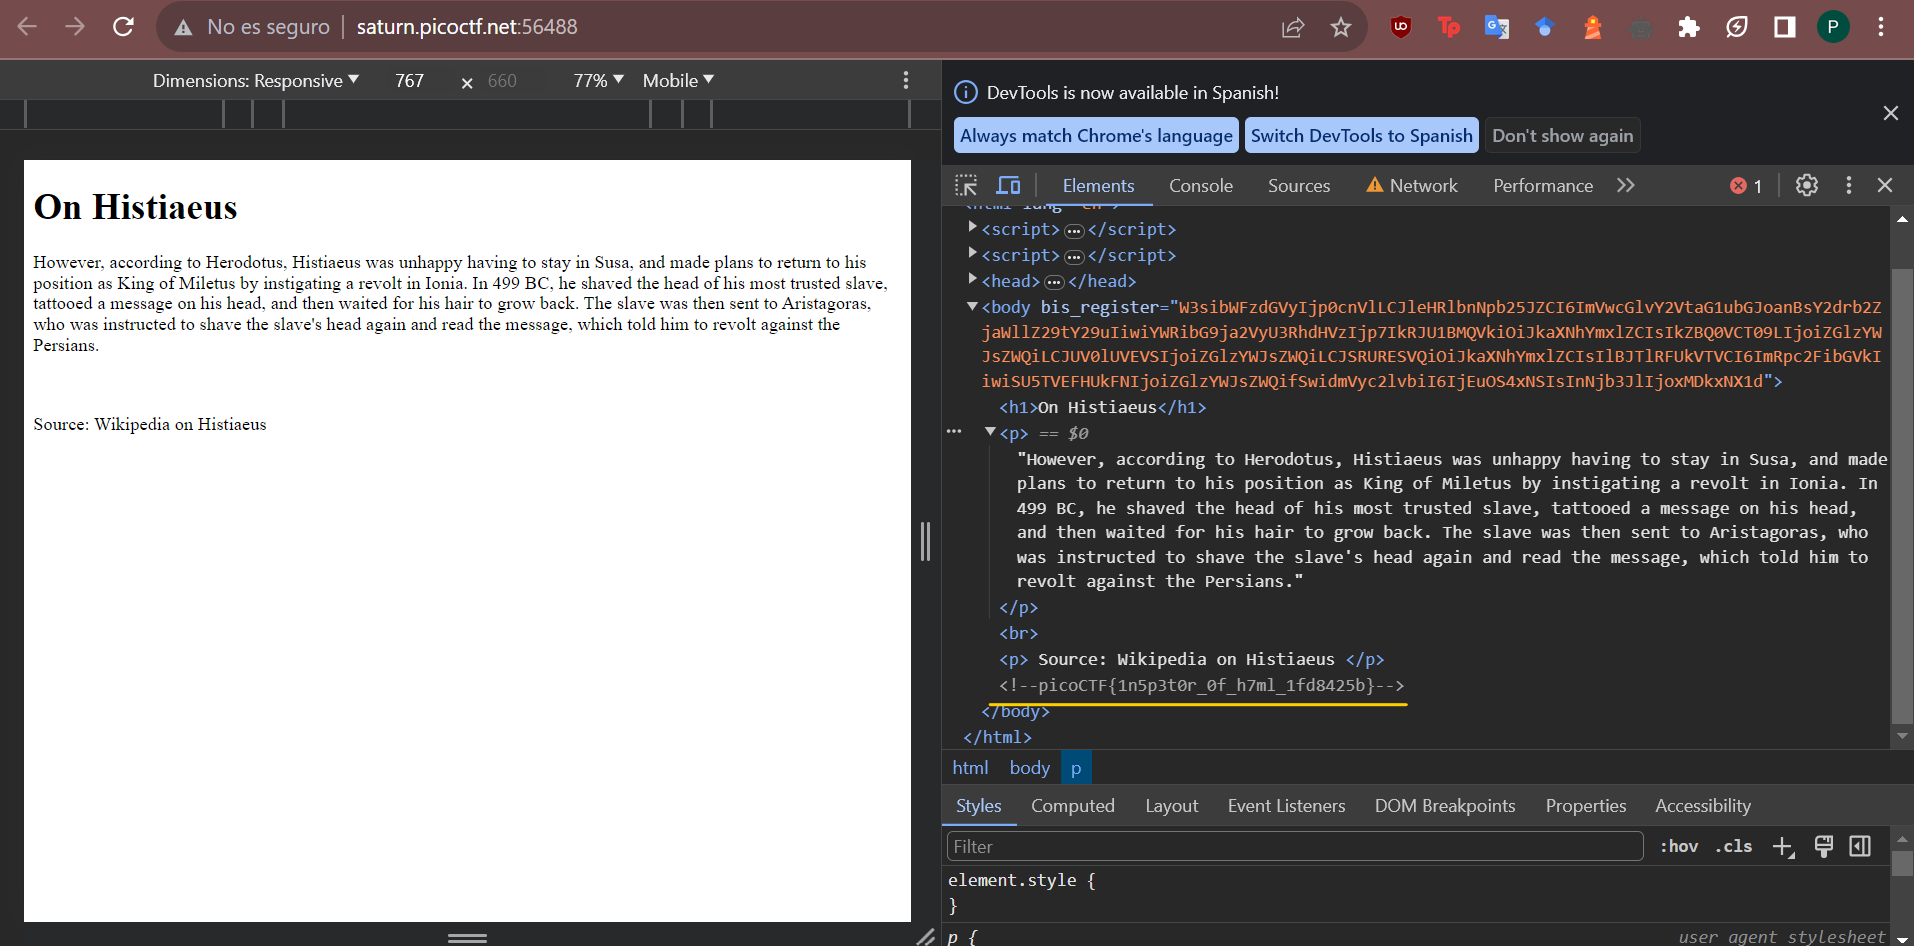 No es seguro saturn.picoctf.net:56488 P
Dimensions: Responsive 767 × 660 77% Mobile
On Histiaeus
However, according to Herodotus, Histiaeus was unhappy having to stay in Susa, and made plans to return to his
position as King of Miletus by instigating a revolt in Ionia. In 499 BC, he shaved the head of his most trusted slave,
tattooed a message on his head, and then waited for his hair to grow back. The slave was then sent to Aristagoras,
who was instructed to shave the slave's head again and read the message, which told him to revolt against the
Persians.
Source: Wikipedia on Histiaeus
DevTools is now available in Spanish!
Always match Chrome's language Switch DevTools to Spanish Don't show again
Elements Console Sources Network Performance 1
<html lang="en">
<script>…</script>
<script>…</script>
<head>…</head>
<body bis_register="W3sibWFzdGVyIjp0cnVlLCJleHRlbnNpb25JZCI6ImVwcGlvY2VtaG1ubGJoanBsY2drb2Z
jaWllZ29tY29uIiwiYWRibG9ja2VyU3RhdHVzIjp7IkRJU1BMQVkiOiJkaXNhYmxlZCIsIkZBQ0VCT09LIjoiZGlzYW
JsZWQiLCJUV0lUVEVSIjoiZGlzYWJsZWQiLCJSRURESVQiOiJkaXNhYmxlZCIsIlBJTlRFUkVTVCI6ImRpc2FibGVkI
iwiSU5TVEFHUkFNIjoiZGlzYWJsZWQifSwidmVyc2lvbiI6IjEuOS4xNSIsInNjb3JlIjoxMDkxNX1d">
<h1>On Histiaeus</h1>
<p> == $0
"However, according to Herodotus, Histiaeus was unhappy having to stay in Susa, and made
plans to return to his position as King of Miletus by instigating a revolt in Ionia. In
499 BC, he shaved the head of his most trusted slave, tattooed a message on his head,
and then waited for his hair to grow back. The slave was then sent to Aristagoras, who
was instructed to shave the slave's head again and read the message, which told him to
revolt against the Persians."
</p>
<br>
<p> Source: Wikipedia on Histiaeus </p>
<!--picoCTF{1n5p3t0r_0f_h7ml_1fd8425b}-->
</body>
</html>
html body p
Styles Computed Layout Event Listeners DOM Breakpoints Properties Accessibility
Filter :hov .cls
element.style {
}
p { user agent stylesheet